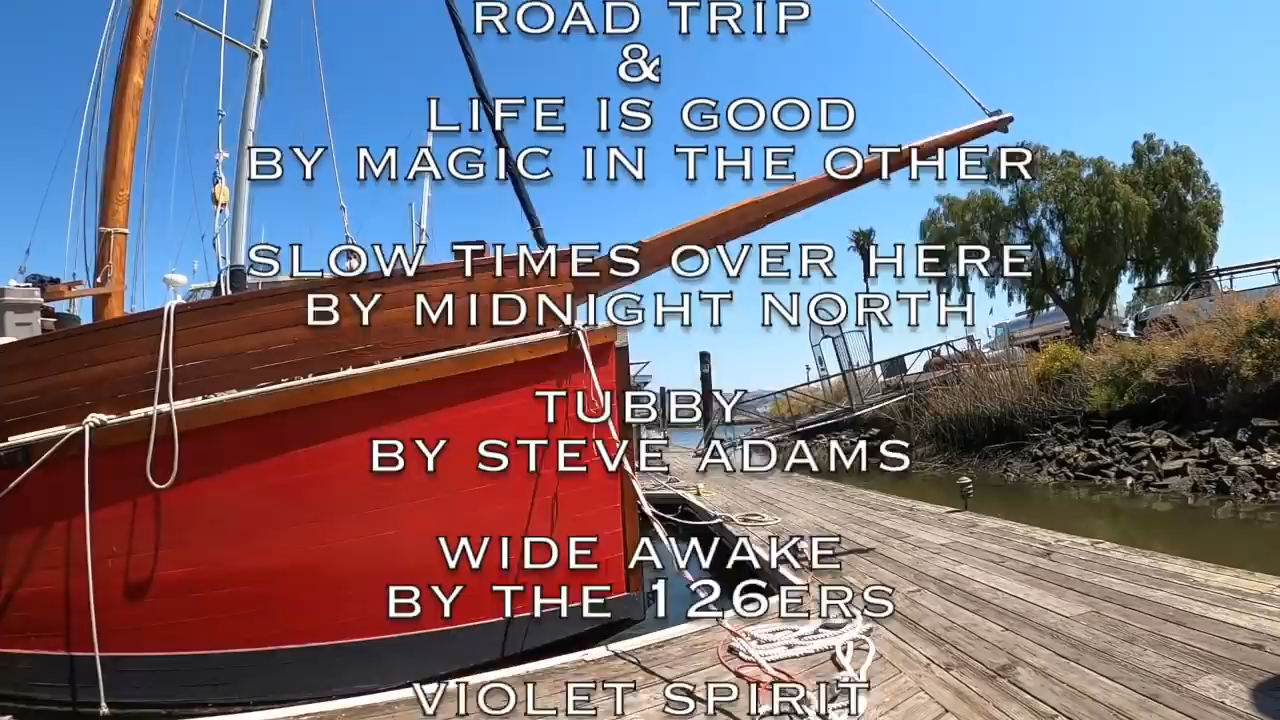 ROAD TRIP
&
LIFE IS GOOD
BY MAGIC IN THE OTHER
SLOW TIMES OVER HERE
BY MIDNIGHT NORTH
TUBBY
BY STEVE ADAMS
WIDE AWAKE
BY THE 126ERS
VIOLET SPIRIT